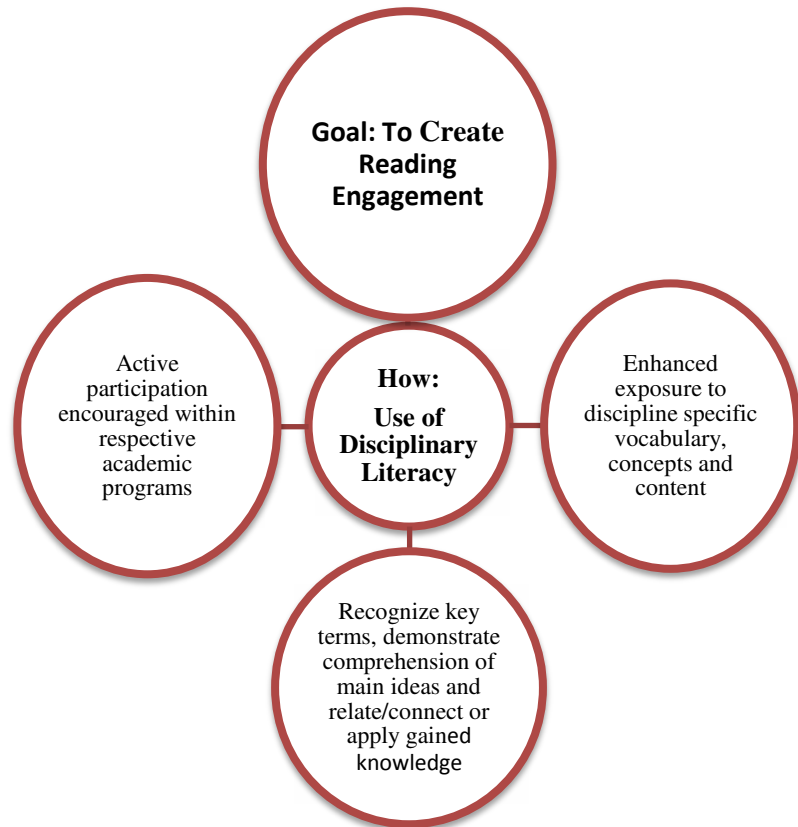 Goal: To Create
Reading
Engagement
Active
participation
encouraged within
respective
academic
programs
How:
Use of
Disciplinary
Literacy
Enhanced
exposure to
discipline specific
vocabulary,
concepts and
content
Recognize key
terms, demonstrate
comprehension of
main ideas and
relate/connect or
apply gained
knowledge